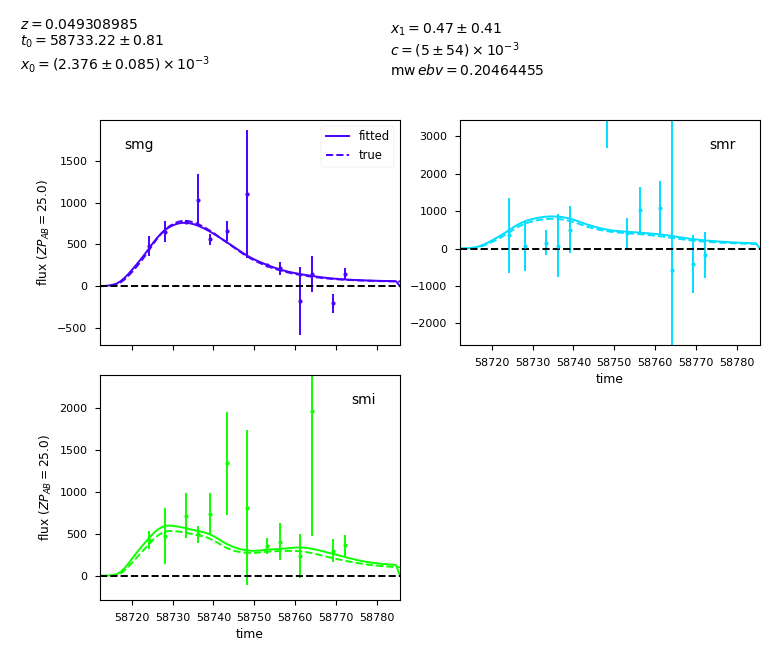 z = 0.049308985
t₀ = 58733.22 ± 0.81
x₀ = (2.376 ± 0.085) × 10⁻³
x₁ = 0.47 ± 0.41
c = (5 ± 54) × 10⁻³
mw ebv = 0.20464455
smg
fitted
true
flux (ZP_AB = 25.0)
1500
1000
500
0
−500
smr
3000
2000
1000
0
−1000
−2000
58720 58730 58740 58750 58760 58770 58780
time
smi
flux (ZP_AB = 25.0)
2000
1500
1000
500
0
58720 58730 58740 58750 58760 58770 58780
time